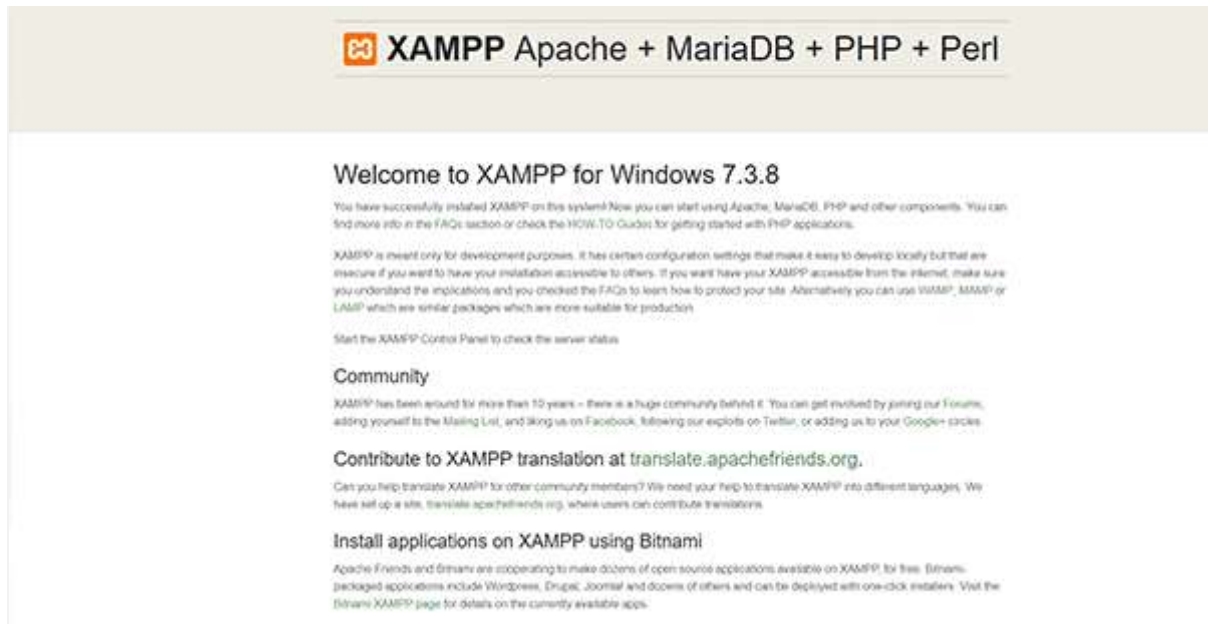 XAMPP Apache + MariaDB + PHP + Perl
Welcome to XAMPP for Windows 7.3.8
You have successfully installed XAMPP on this system! Now you can start using Apache, MariaDB, PHP and other components. You can
find more info in the FAQs section or check the HOW-TO Guides for getting started with PHP applications.
XAMPP is meant only for development purposes. It has certain configuration settings that make it easy to develop locally but that are
insecure if you want to have your installation accessible to others. If you want have your XAMPP accessible from the internet, make sure
you understand the implications and you checked the FAQs to learn how to protect your site. Alternatively you can use WAMP, MAMP or
LAMP which are similar packages which are more suitable for production.
Start the XAMPP Control Panel to check the server status.
Community
XAMPP has been around for more than 10 years – there is a huge community behind it. You can get involved by joining our Forums,
adding yourself to the Mailing List, and liking us on Facebook, following our exploits on Twitter, or adding us to your Google+ circles.
Contribute to XAMPP translation at translate.apachefriends.org.
Can you help translate XAMPP for other community members? We need your help to translate XAMPP into different languages. We
have set up a site, translate.apachefriends.org, where users can contribute translations.
Install applications on XAMPP using Bitnami
Apache Friends and Bitnami are cooperating to make dozens of open source applications available on XAMPP, for free. Bitnami-
packaged applications include Wordpress, Drupal, Joomla! and dozens of others and can be deployed with one-click installers. Visit the
Bitnami XAMPP page for details on the currently available apps.